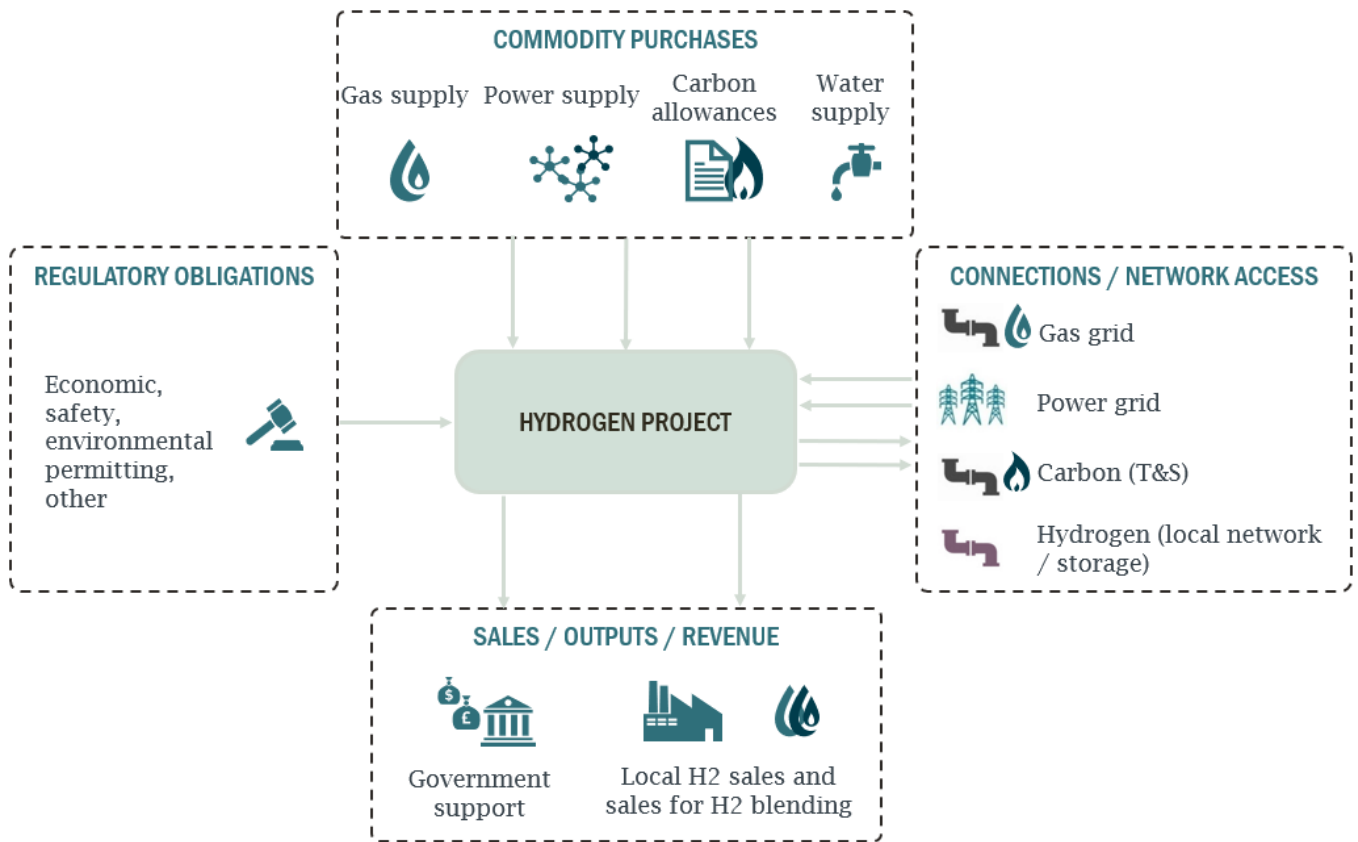 COMMODITY PURCHASES
Gas supply
Power supply
Carbon
allowances
Water
supply
REGULATORY OBLIGATIONS
Economic,
safety,
environmental
permitting,
other
HYDROGEN PROJECT
CONNECTIONS / NETWORK ACCESS
Gas grid
Power grid
Carbon (T&S)
Hydrogen (local network
/ storage)
SALES / OUTPUTS / REVENUE
$
£
Government
support
Local H2 sales and
sales for H2 blending